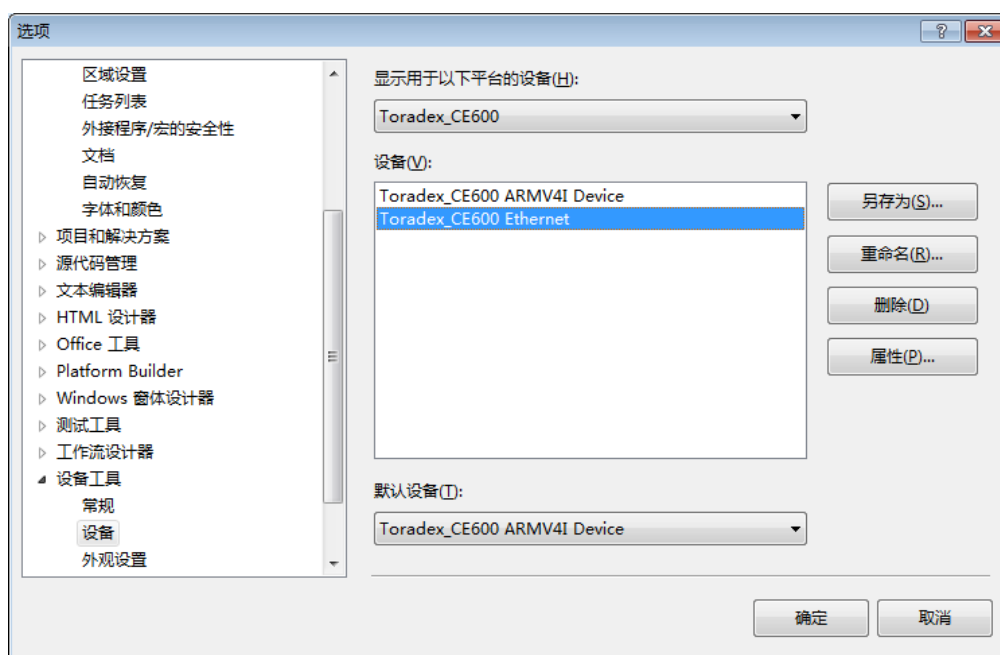 选项
区域设置
任务列表
外接程序/宏的安全性
文档
自动恢复
字体和颜色
项目和解决方案
源代码管理
文本编辑器
HTML 设计器
Office 工具
Platform Builder
Windows 窗体设计器
测试工具
工作流设计器
设备工具
常规
设备
外观设置
显示用于以下平台的设备(H):
Toradex_CE600
设备(V):
Toradex_CE600 ARMV4I Device
Toradex_CE600 Ethernet
另存为(S)...
重命名(R)...
删除(D)
属性(P)...
默认设备(T):
Toradex_CE600 ARMV4I Device
确定
取消